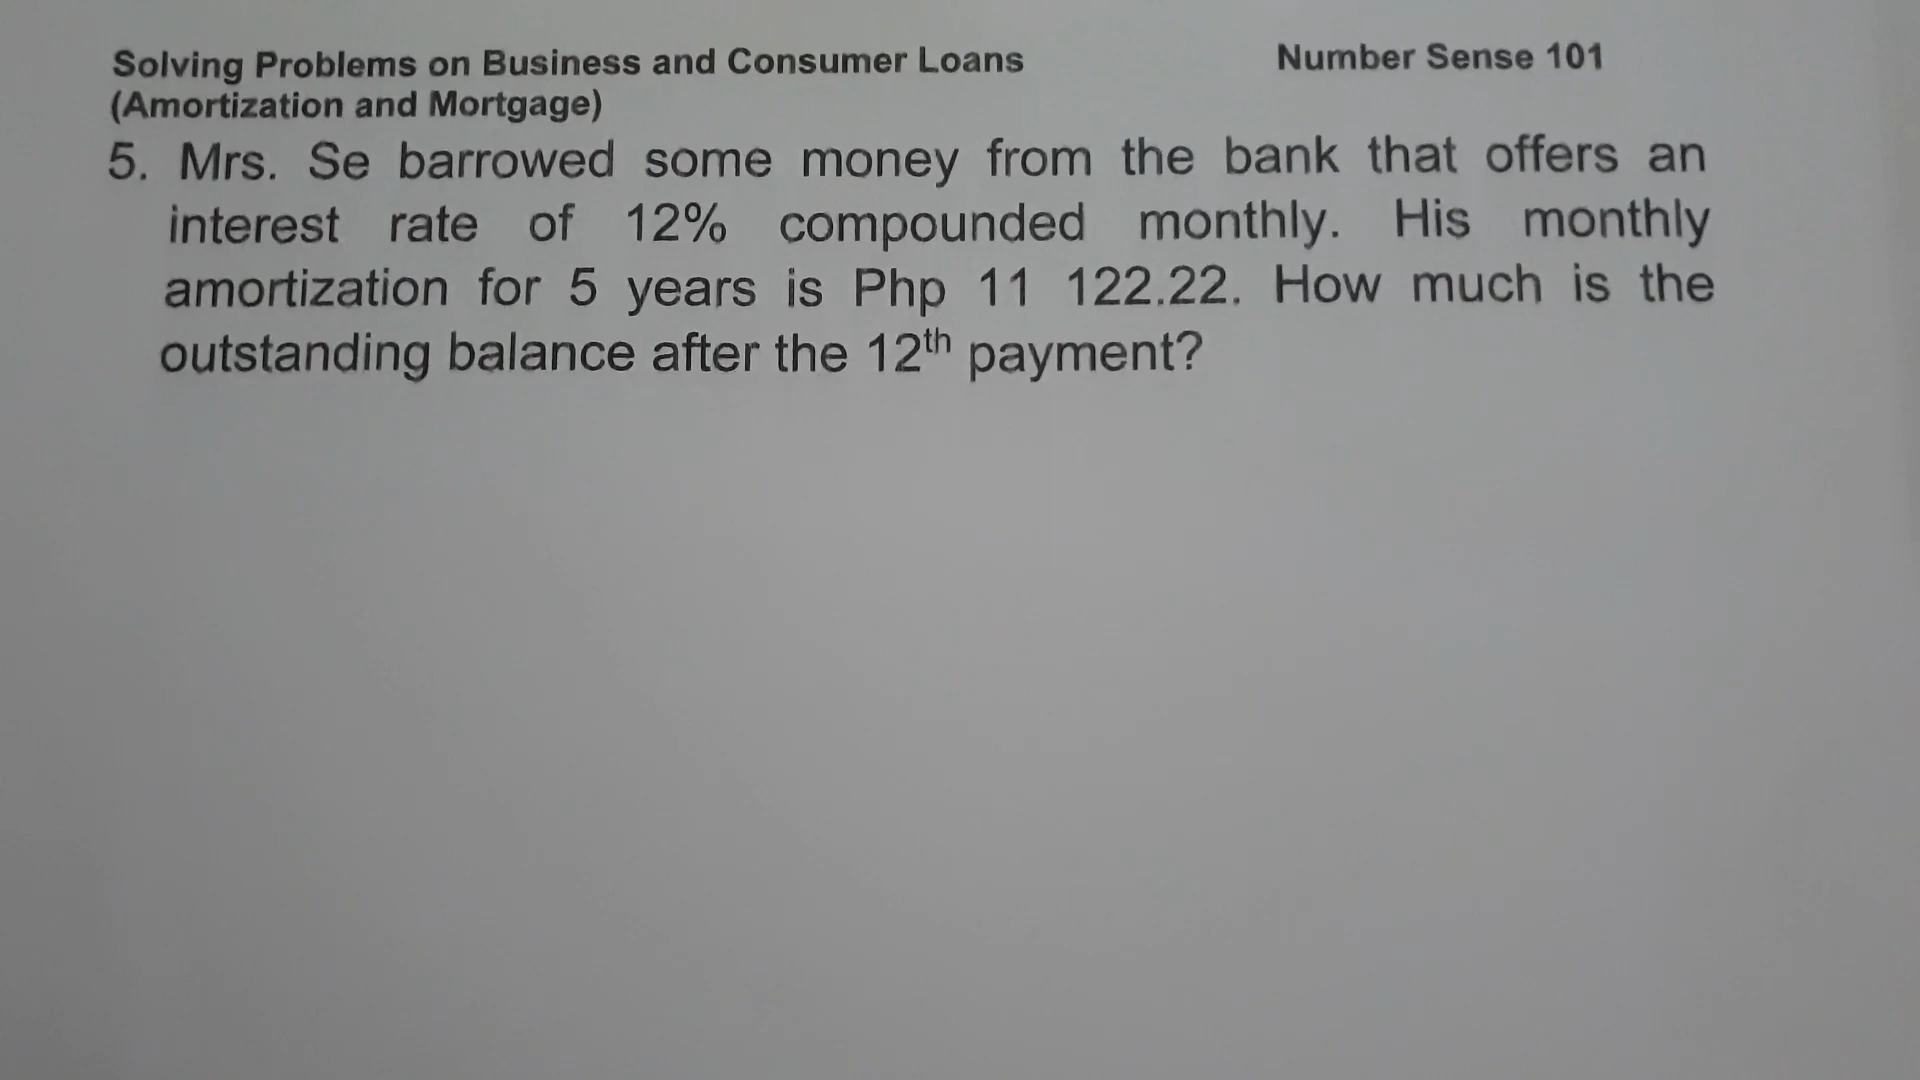 Solving Problems on Business and Consumer Loans Number Sense 101
(Amortization and Mortgage)
5. Mrs. Se barrowed some money from the bank that offers an
interest rate of 12% compounded monthly. His monthly
amortization for 5 years is Php 11 122.22. How much is the
outstanding balance after the 12th payment?